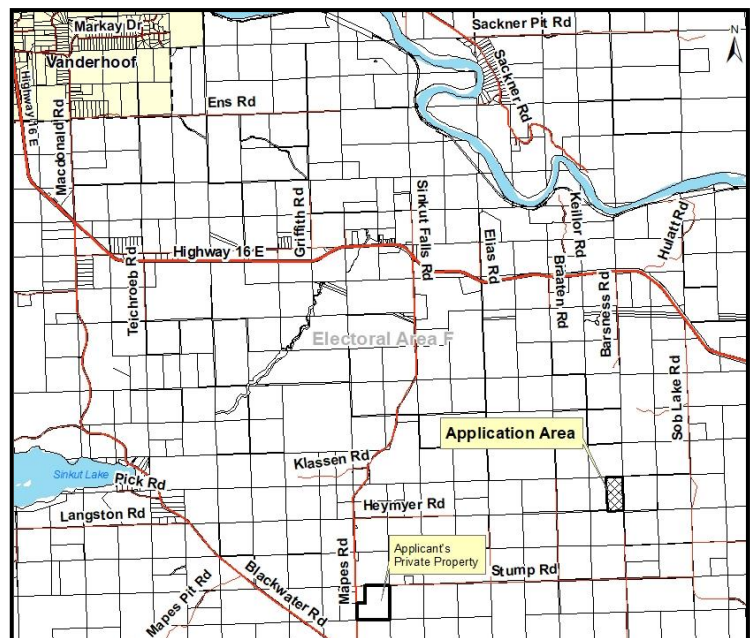 Sackner Pit Rd
N
Markay Dr
Vanderhoof
Highway 16 E
Macdonald Rd
Ens Rd
Sackner Rd
Griffith Rd
Sinkut Falls Rd
Keillor Rd
Hulatt Rd
Highway 16 E
Teichroeb Rd
Elias Rd
Braaten Rd
Barsness Rd
Electoral Area F
Sob Lake Rd
Application Area
Klassen Rd
Sinkut Lake
Pick Rd
Heymyer Rd
Langston Rd
Mapes Rd
Applicant's
Private Property
Stump Rd
Blackwater Rd
Mapes Pit Rd